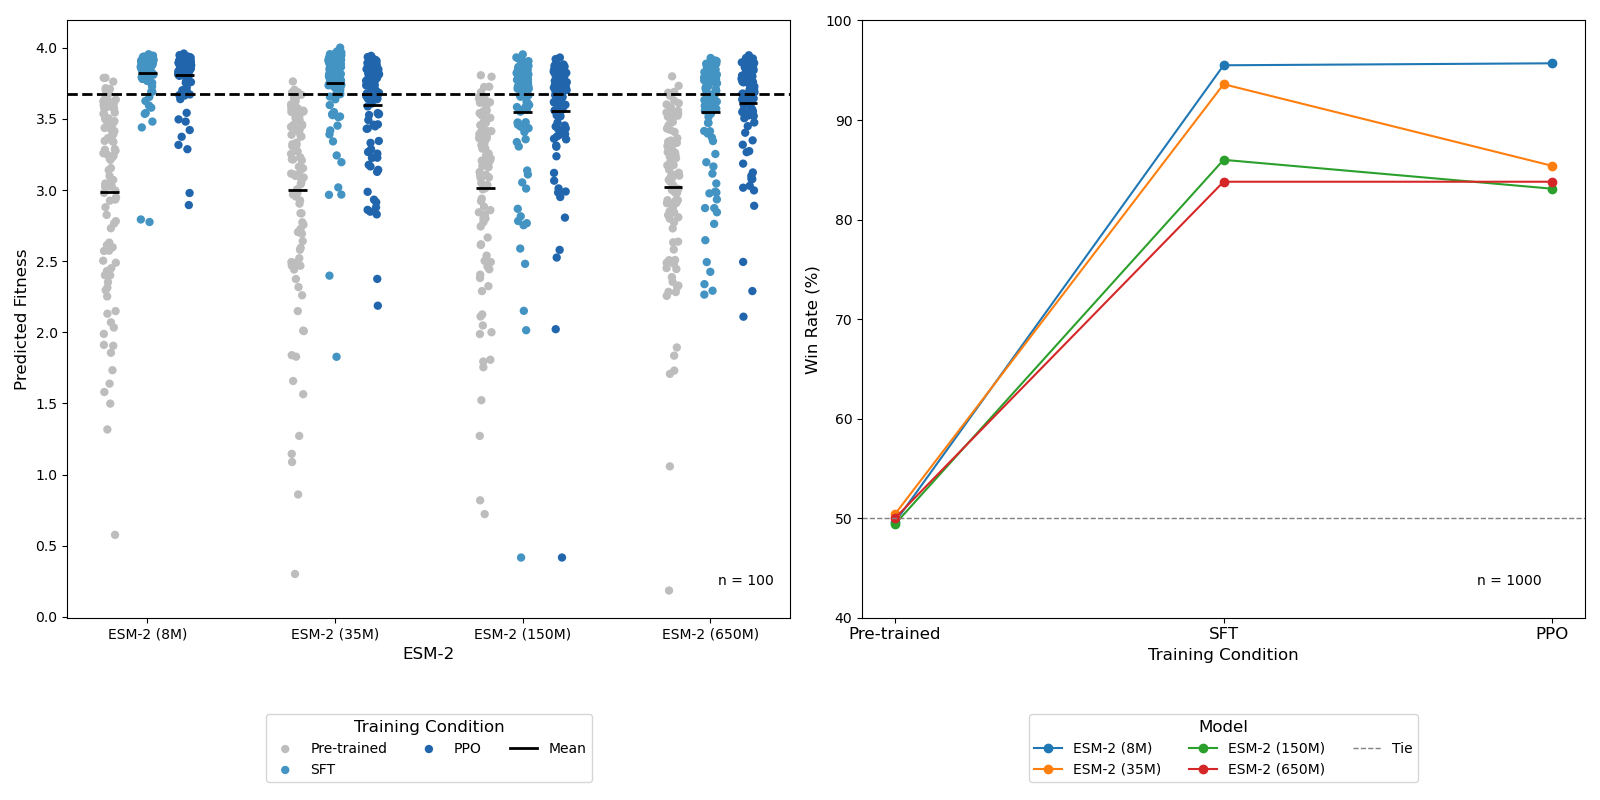 Predicted Fitness
4.0
3.5
3.0
2.5
2.0
1.5
1.0
0.5
0.0
n = 100
ESM-2 (8M)
ESM-2 (35M)
ESM-2 (150M)
ESM-2 (650M)
ESM-2
Training Condition
Pre-trained
SFT
PPO
Mean
Win Rate (%)
100
90
80
70
60
50
40
n = 1000
Pre-trained
SFT
PPO
Training Condition
Model
ESM-2 (8M)
ESM-2 (35M)
ESM-2 (150M)
ESM-2 (650M)
Tie